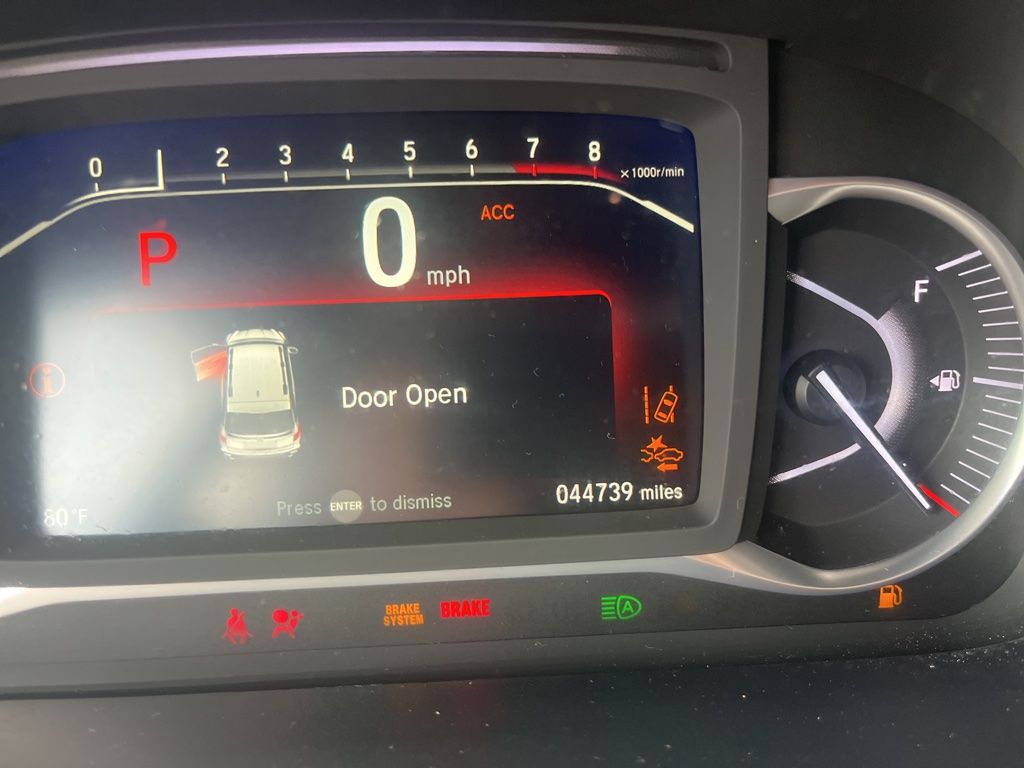 0 2 3 4 5 6 7 8 ×1000r/min
P 0 mph ACC
i
Door Open
Press ENTER to dismiss
80°F
044739 miles
F
BRAKE SYSTEM BRAKE
A